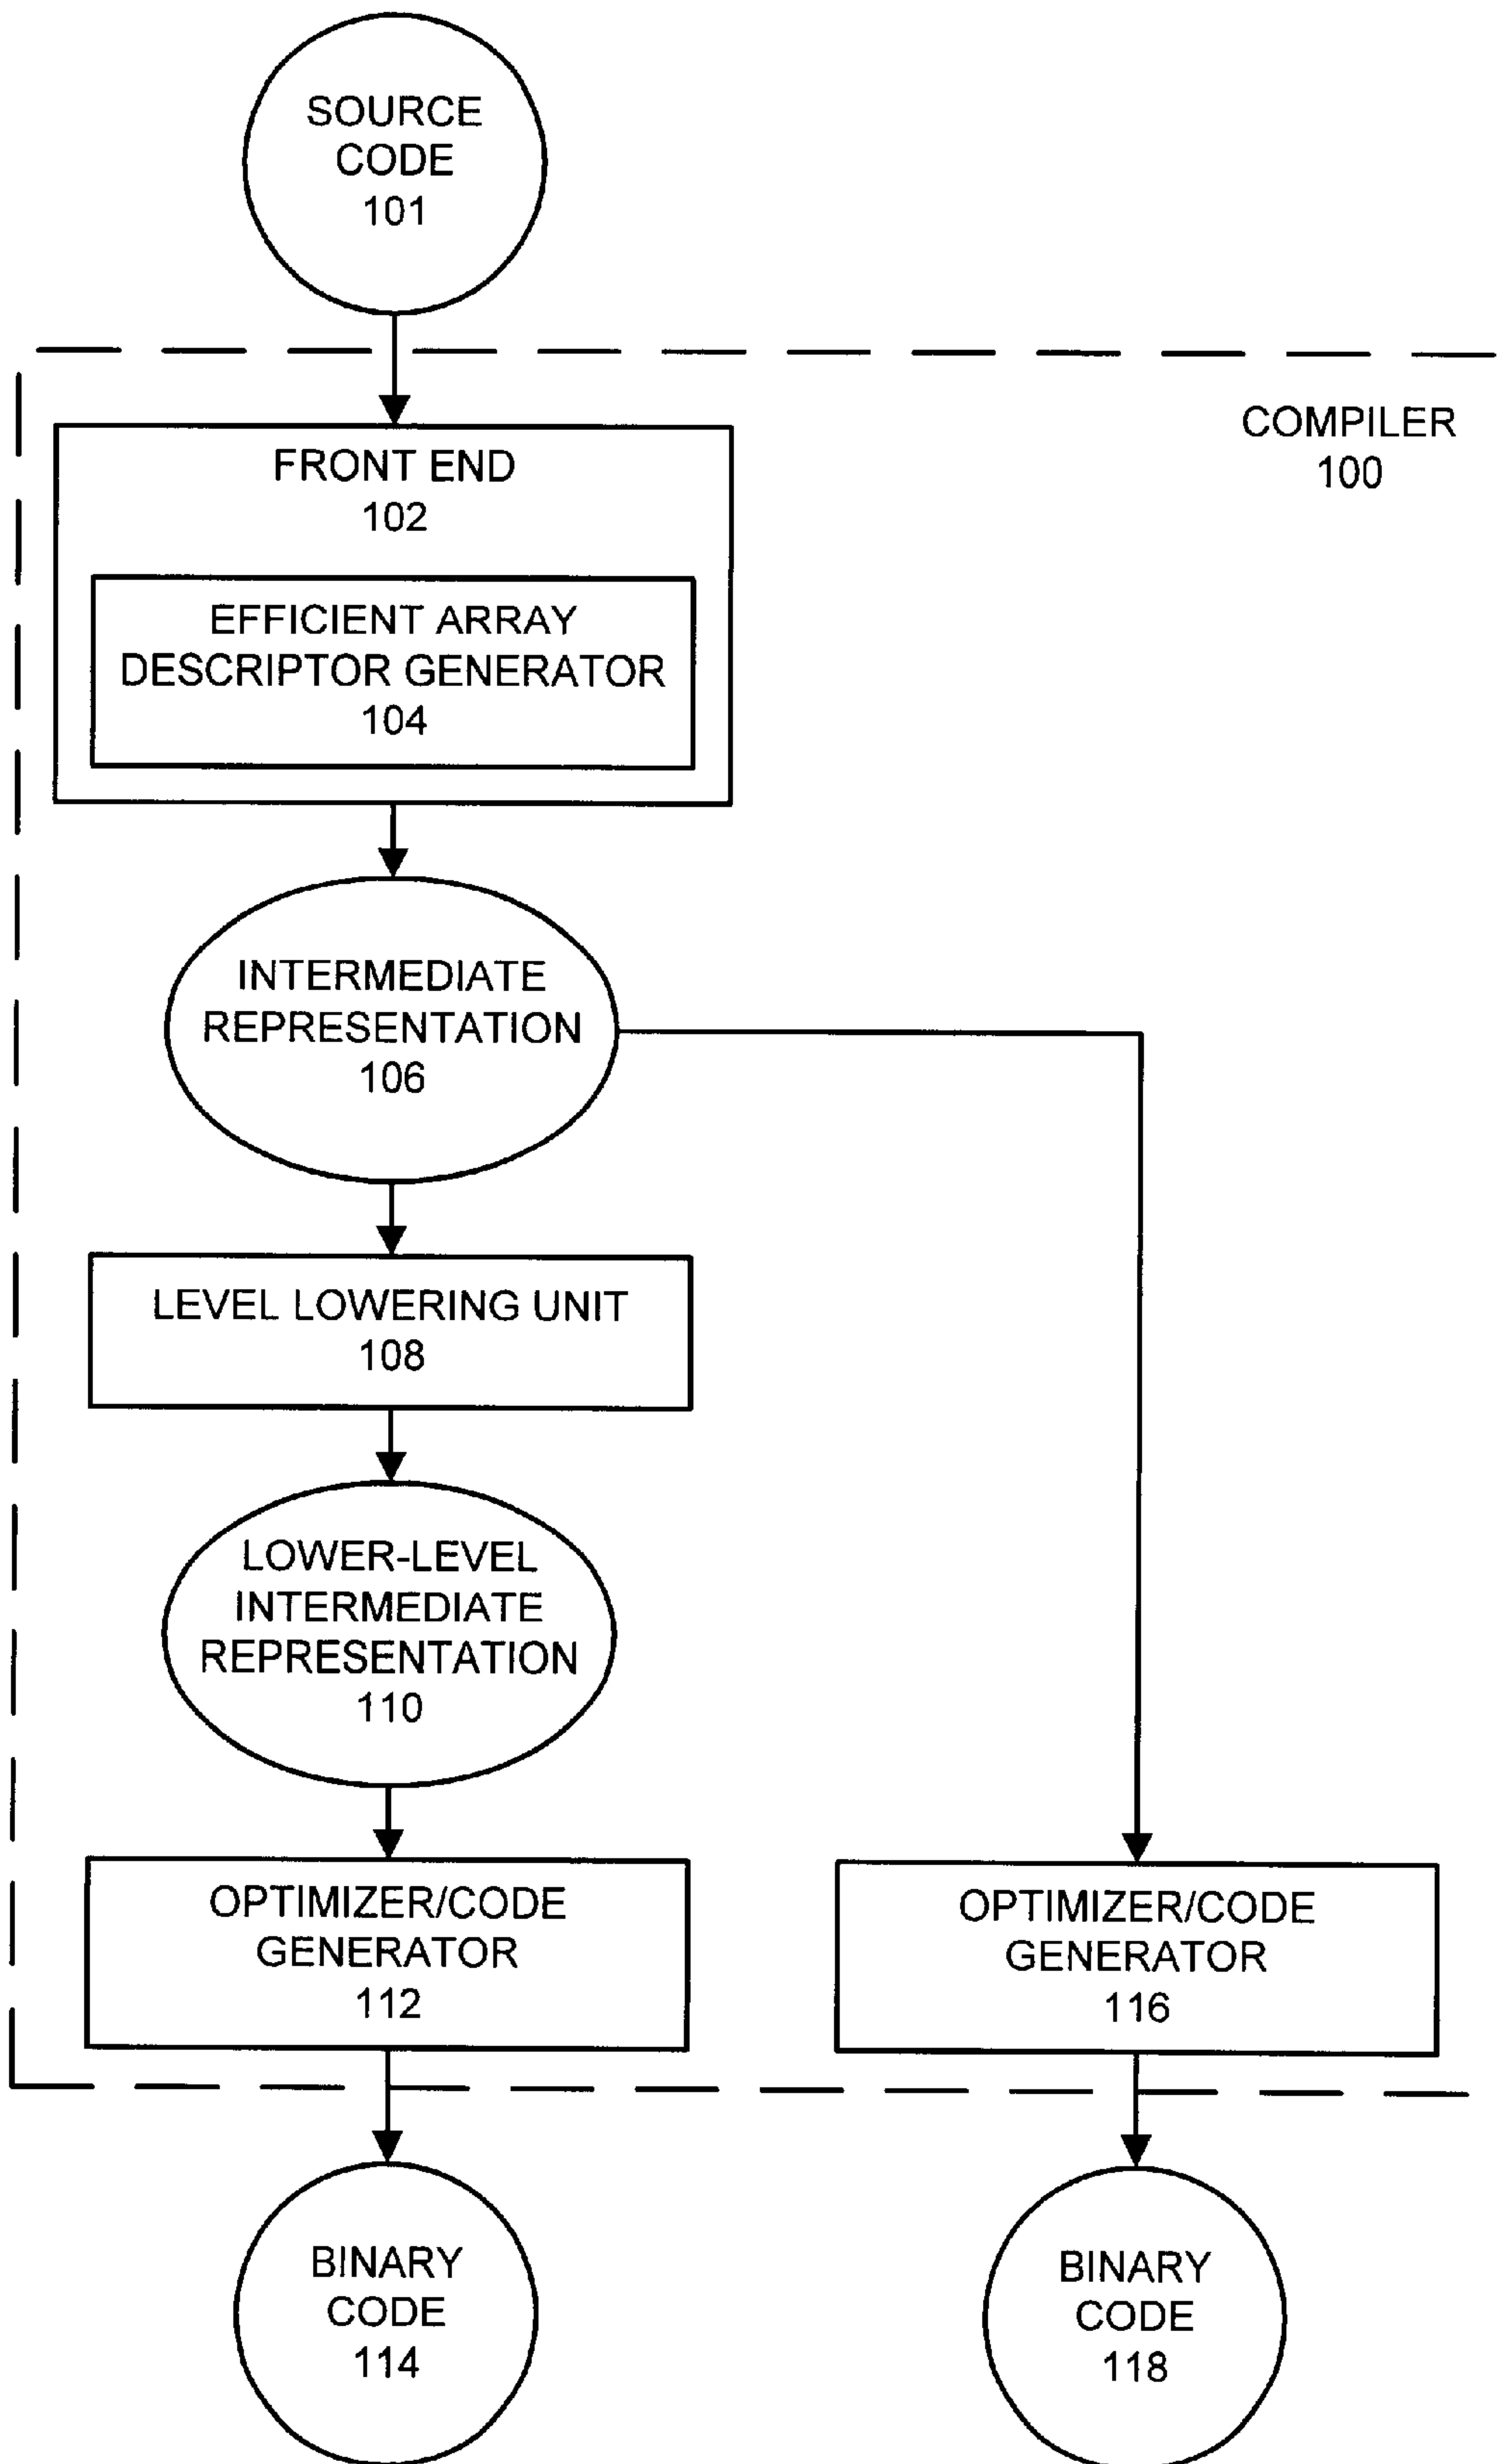 SOURCE
CODE
101
COMPILER
100
FRONT END
102
EFFICIENT ARRAY
DESCRIPTOR GENERATOR
104
INTERMEDIATE
REPRESENTATION
106
LEVEL LOWERING UNIT
108
LOWER-LEVEL
INTERMEDIATE
REPRESENTATION
110
OPTIMIZER/CODE
GENERATOR
112
OPTIMIZER/CODE
GENERATOR
116
BINARY
CODE
114
BINARY
CODE
118